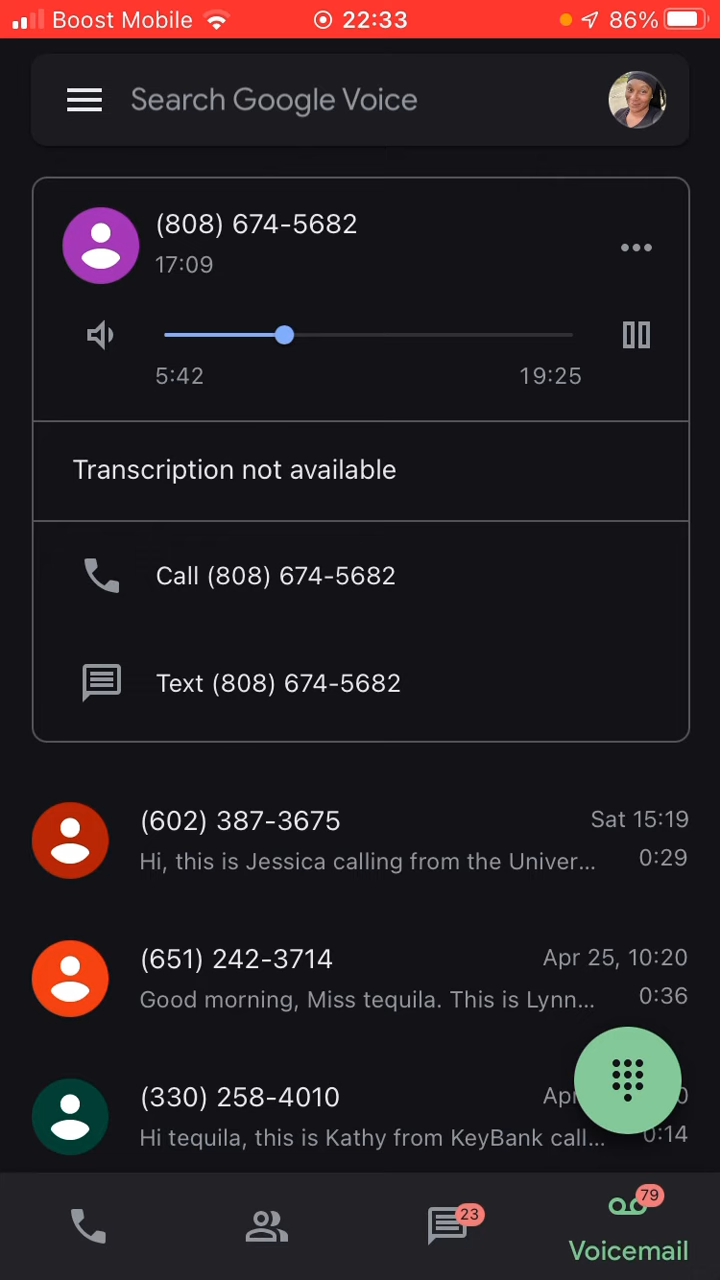 Boost Mobile 22:33 86%
Search Google Voice
(808) 674-5682
17:09
5:42 19:25
Transcription not available
Call (808) 674-5682
Text (808) 674-5682
(602) 387-3675 Sat 15:19
Hi, this is Jessica calling from the Univer... 0:29
(651) 242-3714 Apr 25, 10:20
Good morning, Miss tequila. This is Lynn... 0:36
(330) 258-4010
Hi tequila, this is Kathy from KeyBank call... 0:14
23 79
Voicemail